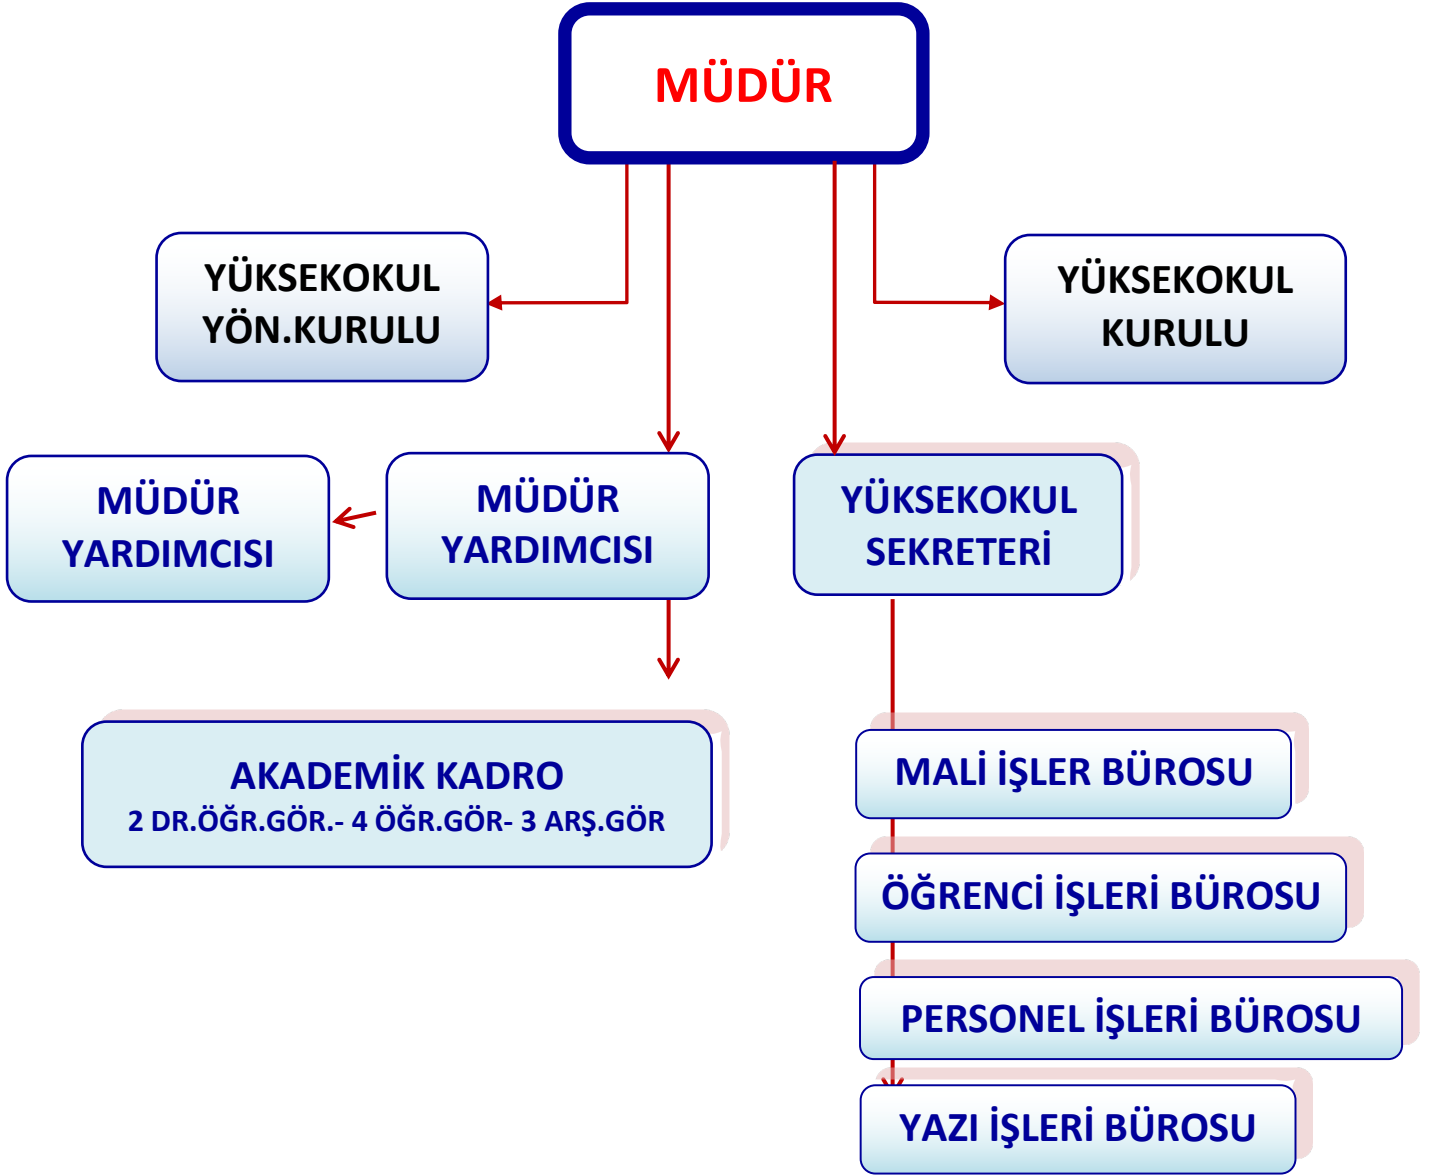 MÜDÜR
YÜKSEKOKUL
YÖN.KURULU
YÜKSEKOKUL
KURULU
MÜDÜR
YARDIMCISI
MÜDÜR
YARDIMCISI
YÜKSEKOKUL
SEKRETERİ
AKADEMİK KADRO
2 DR.ÖĞR.GÖR.- 4 ÖĞR.GÖR- 3 ARŞ.GÖR
MALİ İŞLER BÜROSU
ÖĞRENCİ İŞLERİ BÜROSU
PERSONEL İŞLERİ BÜROSU
YAZI İŞLERİ BÜROSU